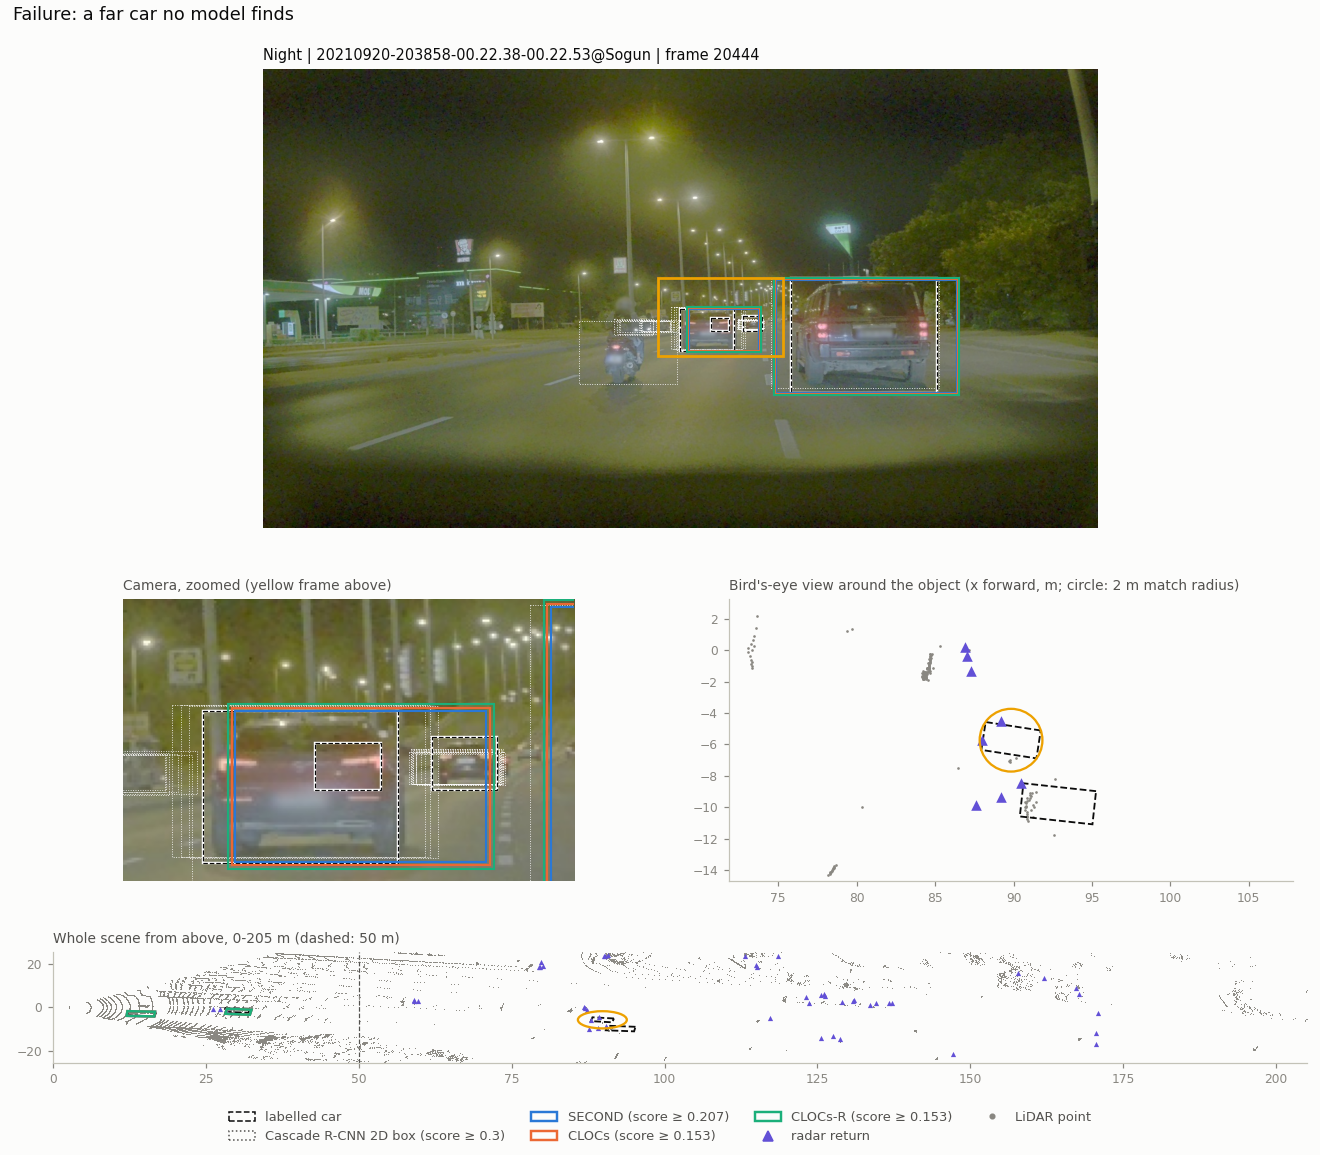 Failure: a far car no model finds
Night | 20210920-203858-00.22.38-00.22.53@Sogun | frame 20444
Camera, zoomed (yellow frame above)
Bird's-eye view around the object (x forward, m; circle: 2 m match radius)
2
0
−2
−4
−6
−8
−10
−12
−14
75 80 85 90 95 100 105
Whole scene from above, 0-205 m (dashed: 50 m)
20
0
−20
0 25 50 75 100 125 150 175 200
labelled car
Cascade R-CNN 2D box (score ≥ 0.3)
SECOND (score ≥ 0.207)
CLOCs (score ≥ 0.153)
CLOCs-R (score ≥ 0.153)
radar return
LiDAR point